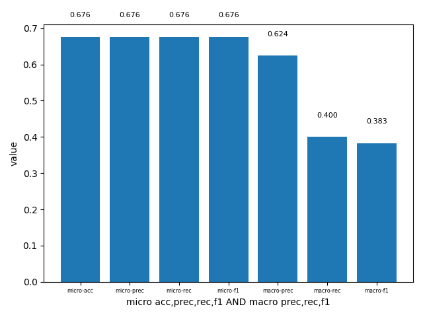 0.676 0.676 0.676 0.676
0.624
0.400
0.383
0.7
0.6
0.5
0.4
0.3
0.2
0.1
0.0
value
micro-acc micro-prec micro-rec micro-f1 macro-prec macro-rec macro-f1
micro acc,prec,rec,f1 AND macro prec,rec,f1